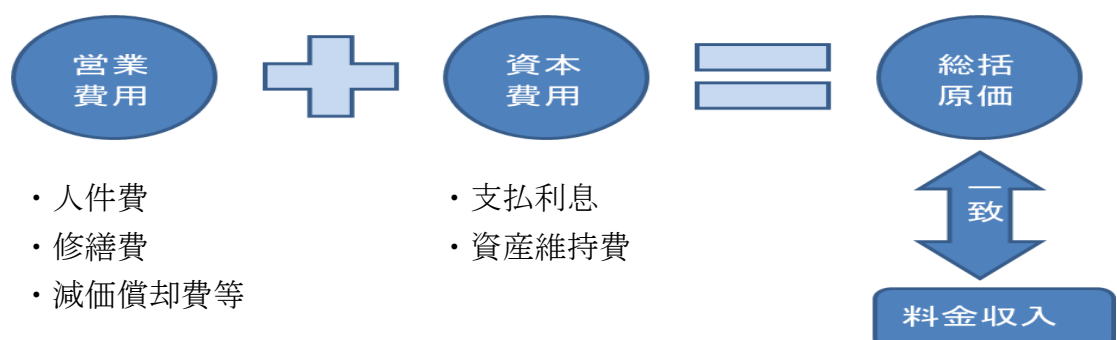 営業
費用
資本
費用
総括
原価
・人件費
・修繕費
・減価償却費等
・支払利息
・資産維持費
一致
料金収入